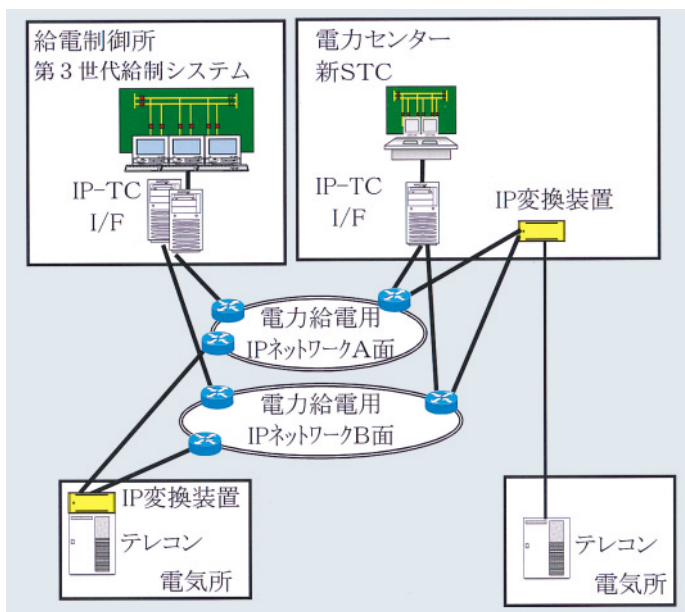 給電制御所
第3世代給制システム
IP-TC
I/F
電力センター
新STC
IP-TC
I/F
IP変換装置
電力給電用
IPネットワークA面
電力給電用
IPネットワークB面
IP変換装置
テレコン
電気所
テレコン
電気所